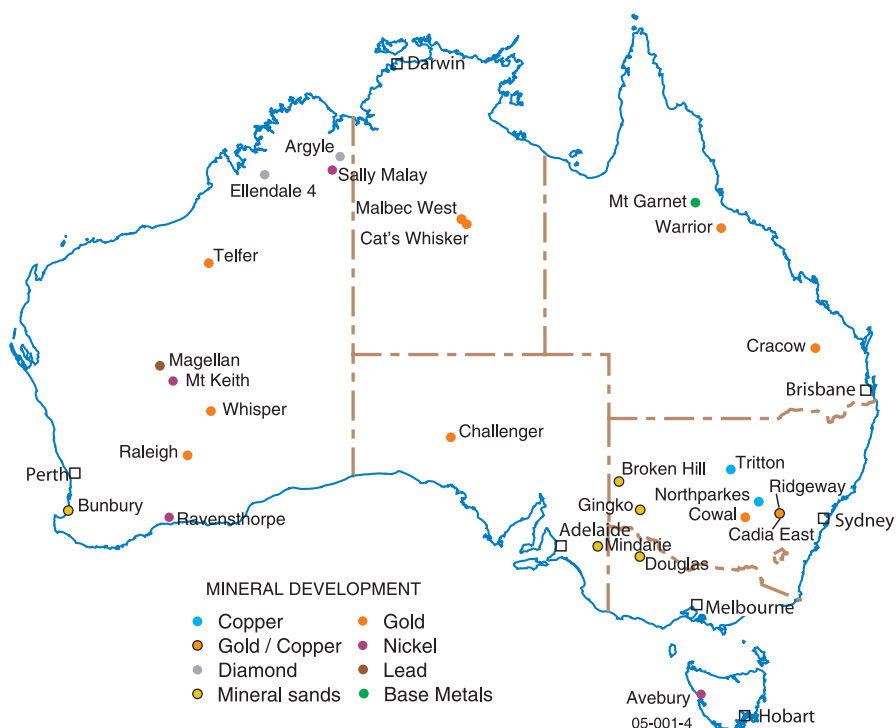 Darwin
Argyle
Sally Malay
Ellendale 4
Malbec West
Cat's Whisker
Mt Garnet
Warrior
Telfer
Magellan
Mt Keith
Whisper
Raleigh
Perth
Bunbury
Ravensthorpe
Challenger
Cracow
Brisbane
Broken Hill
Tritton
Gingko
Northparkes
Ridgeway
Cowal
Cadia East
Sydney
Adelaide
Mindarie
Douglas
Melbourne
MINERAL DEVELOPMENT
Copper
Gold
Gold / Copper
Nickel
Diamond
Lead
Mineral sands
Base Metals
Avebury
05-001-4
Hobart